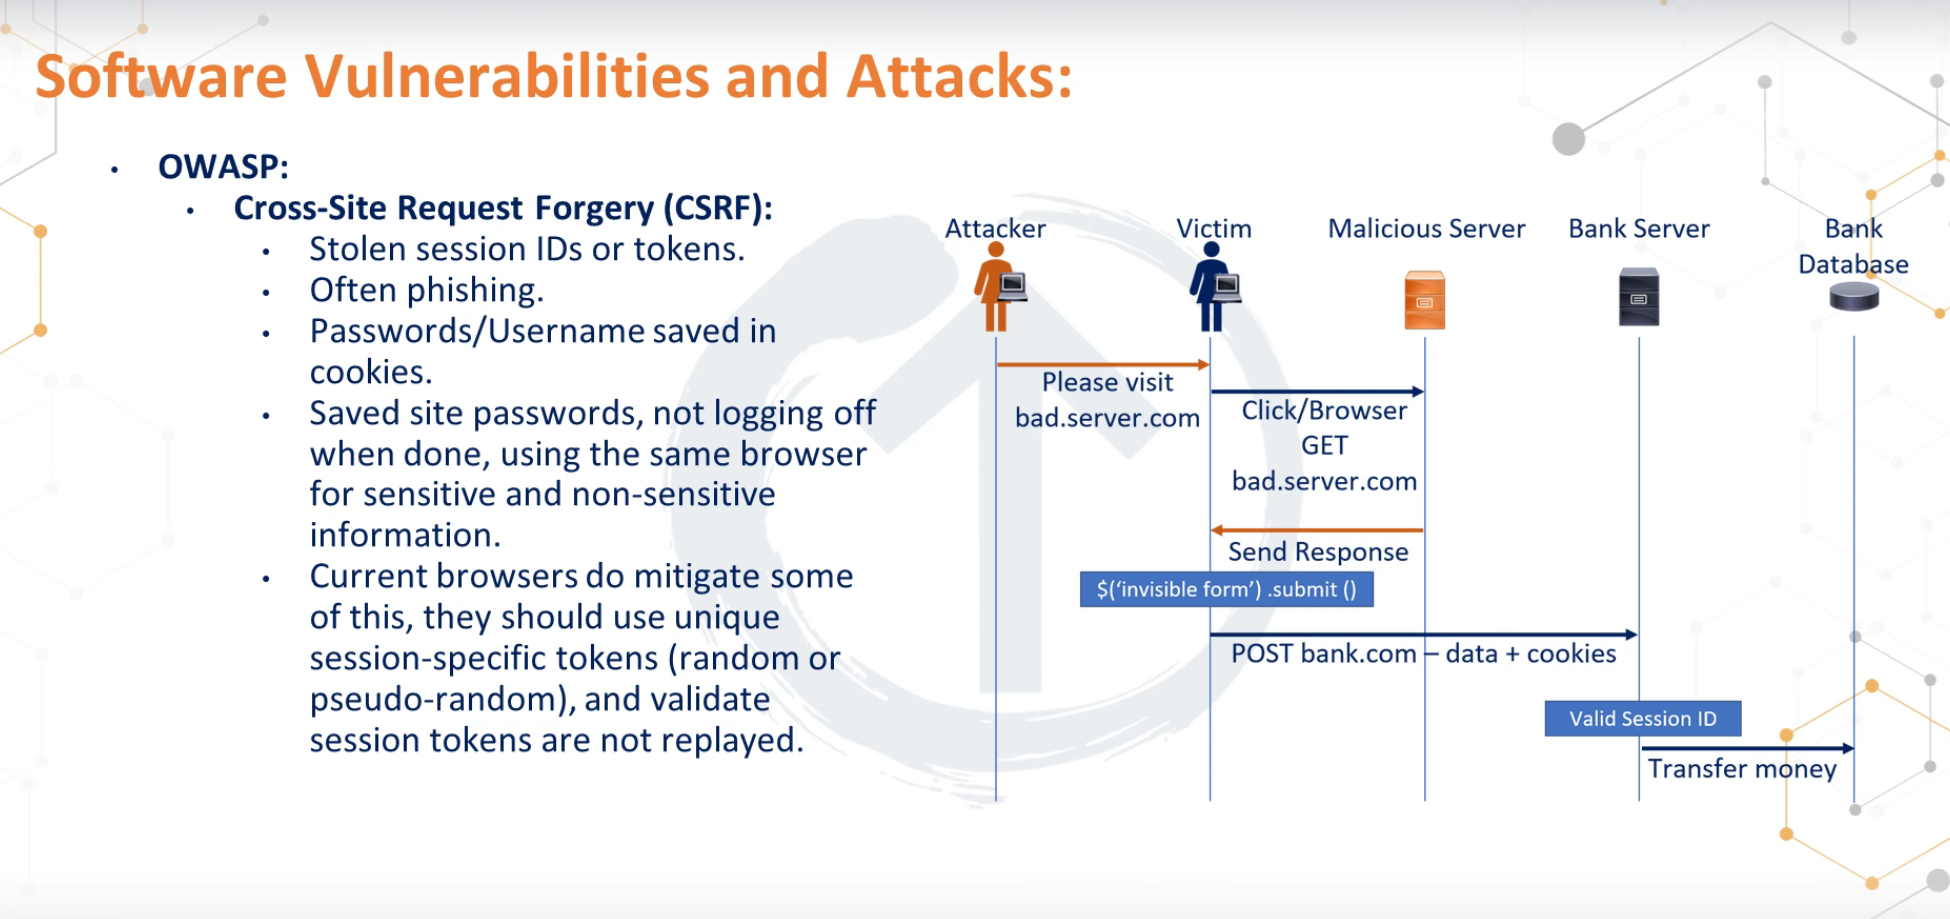 Software Vulnerabilities and Attacks:
• OWASP:
• Cross-Site Request Forgery (CSRF):
• Stolen session IDs or tokens.
• Often phishing.
• Passwords/Username saved in
cookies.
• Saved site passwords, not logging off
when done, using the same browser
for sensitive and non-sensitive
information.
• Current browsers do mitigate some
of this, they should use unique
session-specific tokens (random or
pseudo-random), and validate
session tokens are not replayed.
Attacker
Victim
Malicious Server
Bank Server
Bank
Database
Please visit
bad.server.com
Click/Browser
GET
bad.server.com
Send Response
$(‘invisible form’) .submit ()
POST bank.com – data + cookies
Valid Session ID
Transfer money